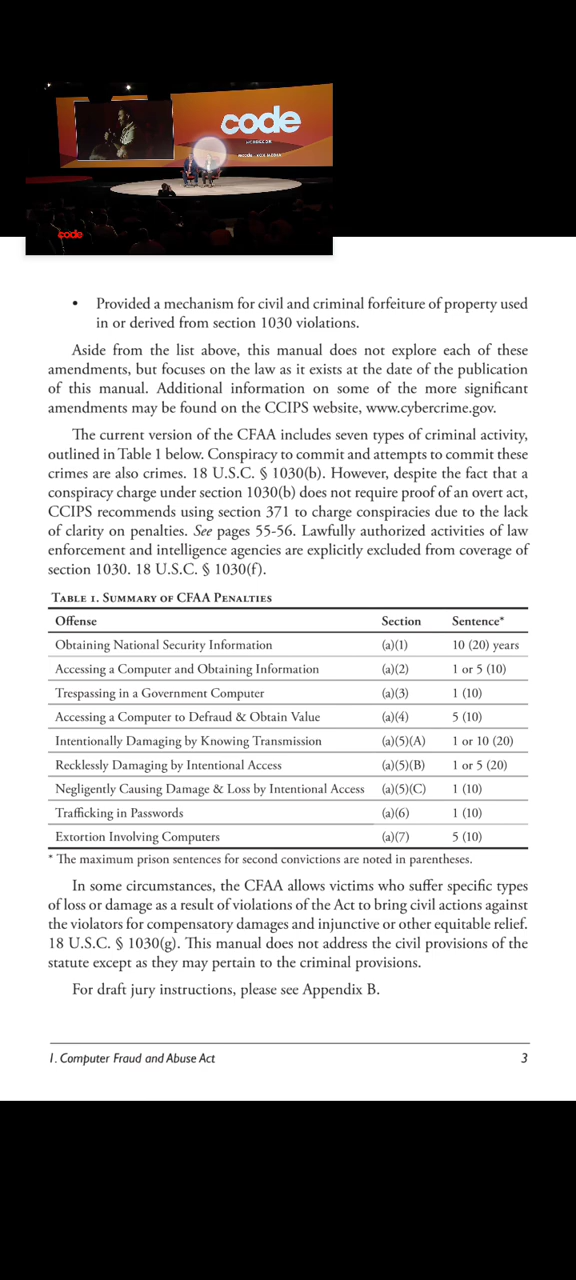 code
code
• Provided a mechanism for civil and criminal forfeiture of property used
in or derived from section 1030 violations.
Aside from the list above, this manual does not explore each of these
amendments, but focuses on the law as it exists at the date of the publication
of this manual. Additional information on some of the more significant
amendments may be found on the CCIPS website, www.cybercrime.gov.
The current version of the CFAA includes seven types of criminal activity,
outlined in Table 1 below. Conspiracy to commit and attempts to commit these
crimes are also crimes. 18 U.S.C. § 1030(b). However, despite the fact that a
conspiracy charge under section 1030(b) does not require proof of an overt act,
CCIPS recommends using section 371 to charge conspiracies due to the lack
of clarity on penalties. See pages 55-56. Lawfully authorized activities of law
enforcement and intelligence agencies are explicitly excluded from coverage of
section 1030. 18 U.S.C. § 1030(f).
Table 1. Summary of CFAA Penalties
Offense Section Sentence*
Obtaining National Security Information (a)(1) 10 (20) years
Accessing a Computer and Obtaining Information (a)(2) 1 or 5 (10)
Trespassing in a Government Computer (a)(3) 1 (10)
Accessing a Computer to Defraud & Obtain Value (a)(4) 5 (10)
Intentionally Damaging by Knowing Transmission (a)(5)(A) 1 or 10 (20)
Recklessly Damaging by Intentional Access (a)(5)(B) 1 or 5 (20)
Negligently Causing Damage & Loss by Intentional Access (a)(5)(C) 1 (10)
Trafficking in Passwords (a)(6) 1 (10)
Extortion Involving Computers (a)(7) 5 (10)
* The maximum prison sentences for second convictions are noted in parentheses.
In some circumstances, the CFAA allows victims who suffer specific types
of loss or damage as a result of violations of the Act to bring civil actions against
the violators for compensatory damages and injunctive or other equitable relief.
18 U.S.C. § 1030(g). This manual does not address the civil provisions of the
statute except as they may pertain to the criminal provisions.
For draft jury instructions, please see Appendix B.
1. Computer Fraud and Abuse Act 3